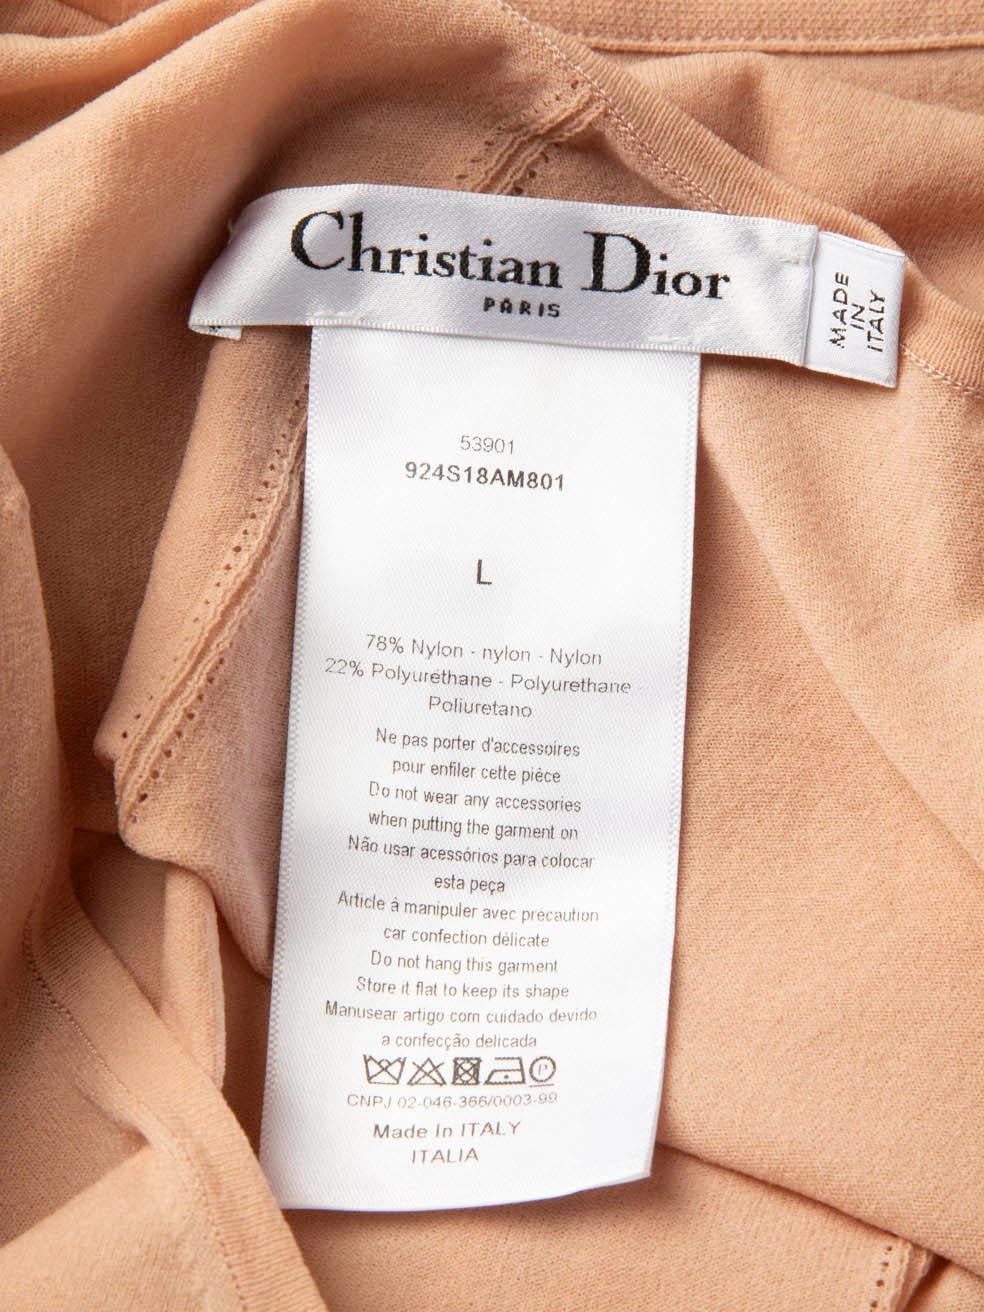 Christian Dior
PARIS
MADE
IN
ITALY
53901
924S18AM801
L
78% Nylon - nylon - Nylon
22% Polyuréthane - Polyurethane -
Poliuretano
Ne pas porter d'accessoires
pour enfiler cette pièce
Do not wear any accessories
when putting the garment on
Não usar acessórios para colocar
esta peça
Article à manipuler avec précaution
car confection délicate
Do not hang this garment
Store it flat to keep its shape
Manusear artigo com cuidado devido
a confecção delicada
P
CNPJ 02-046-366/0003-99
Made In ITALY
ITALIA